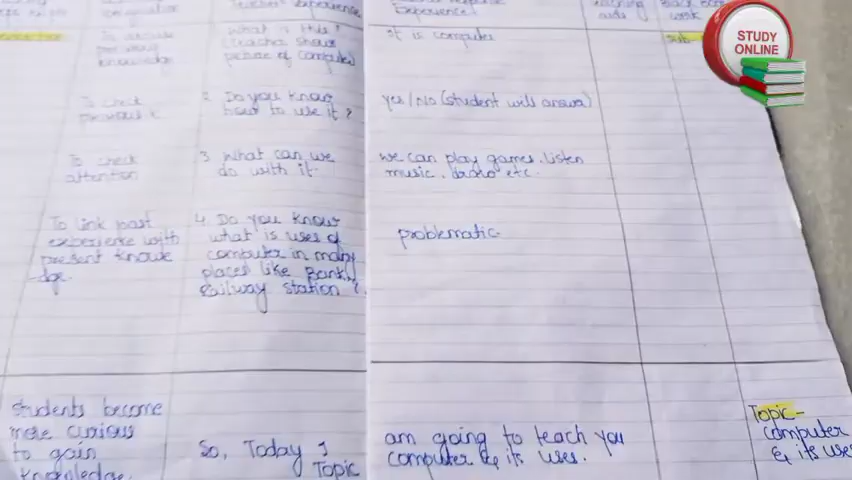 Experience
STUDY
ONLINE
What is this?
(Teacher shows
picture of computer)
It is computer
knowledge
To check
previous
2. Do you know
how to use it?
yes/no (student will answer)
To check
attention
3. What can we
do with it.
we can play games, listen
music, radio etc.
To link past
experience with
present knowle
-dge.
4. Do you know
what is uses of
computer in many
places like Bank,
Railway station?
problematic.
students become
more curious
to gain
knowledge.
So, Today I am going to teach you
Topic computer & its uses.
Topic-
computer
& its uses